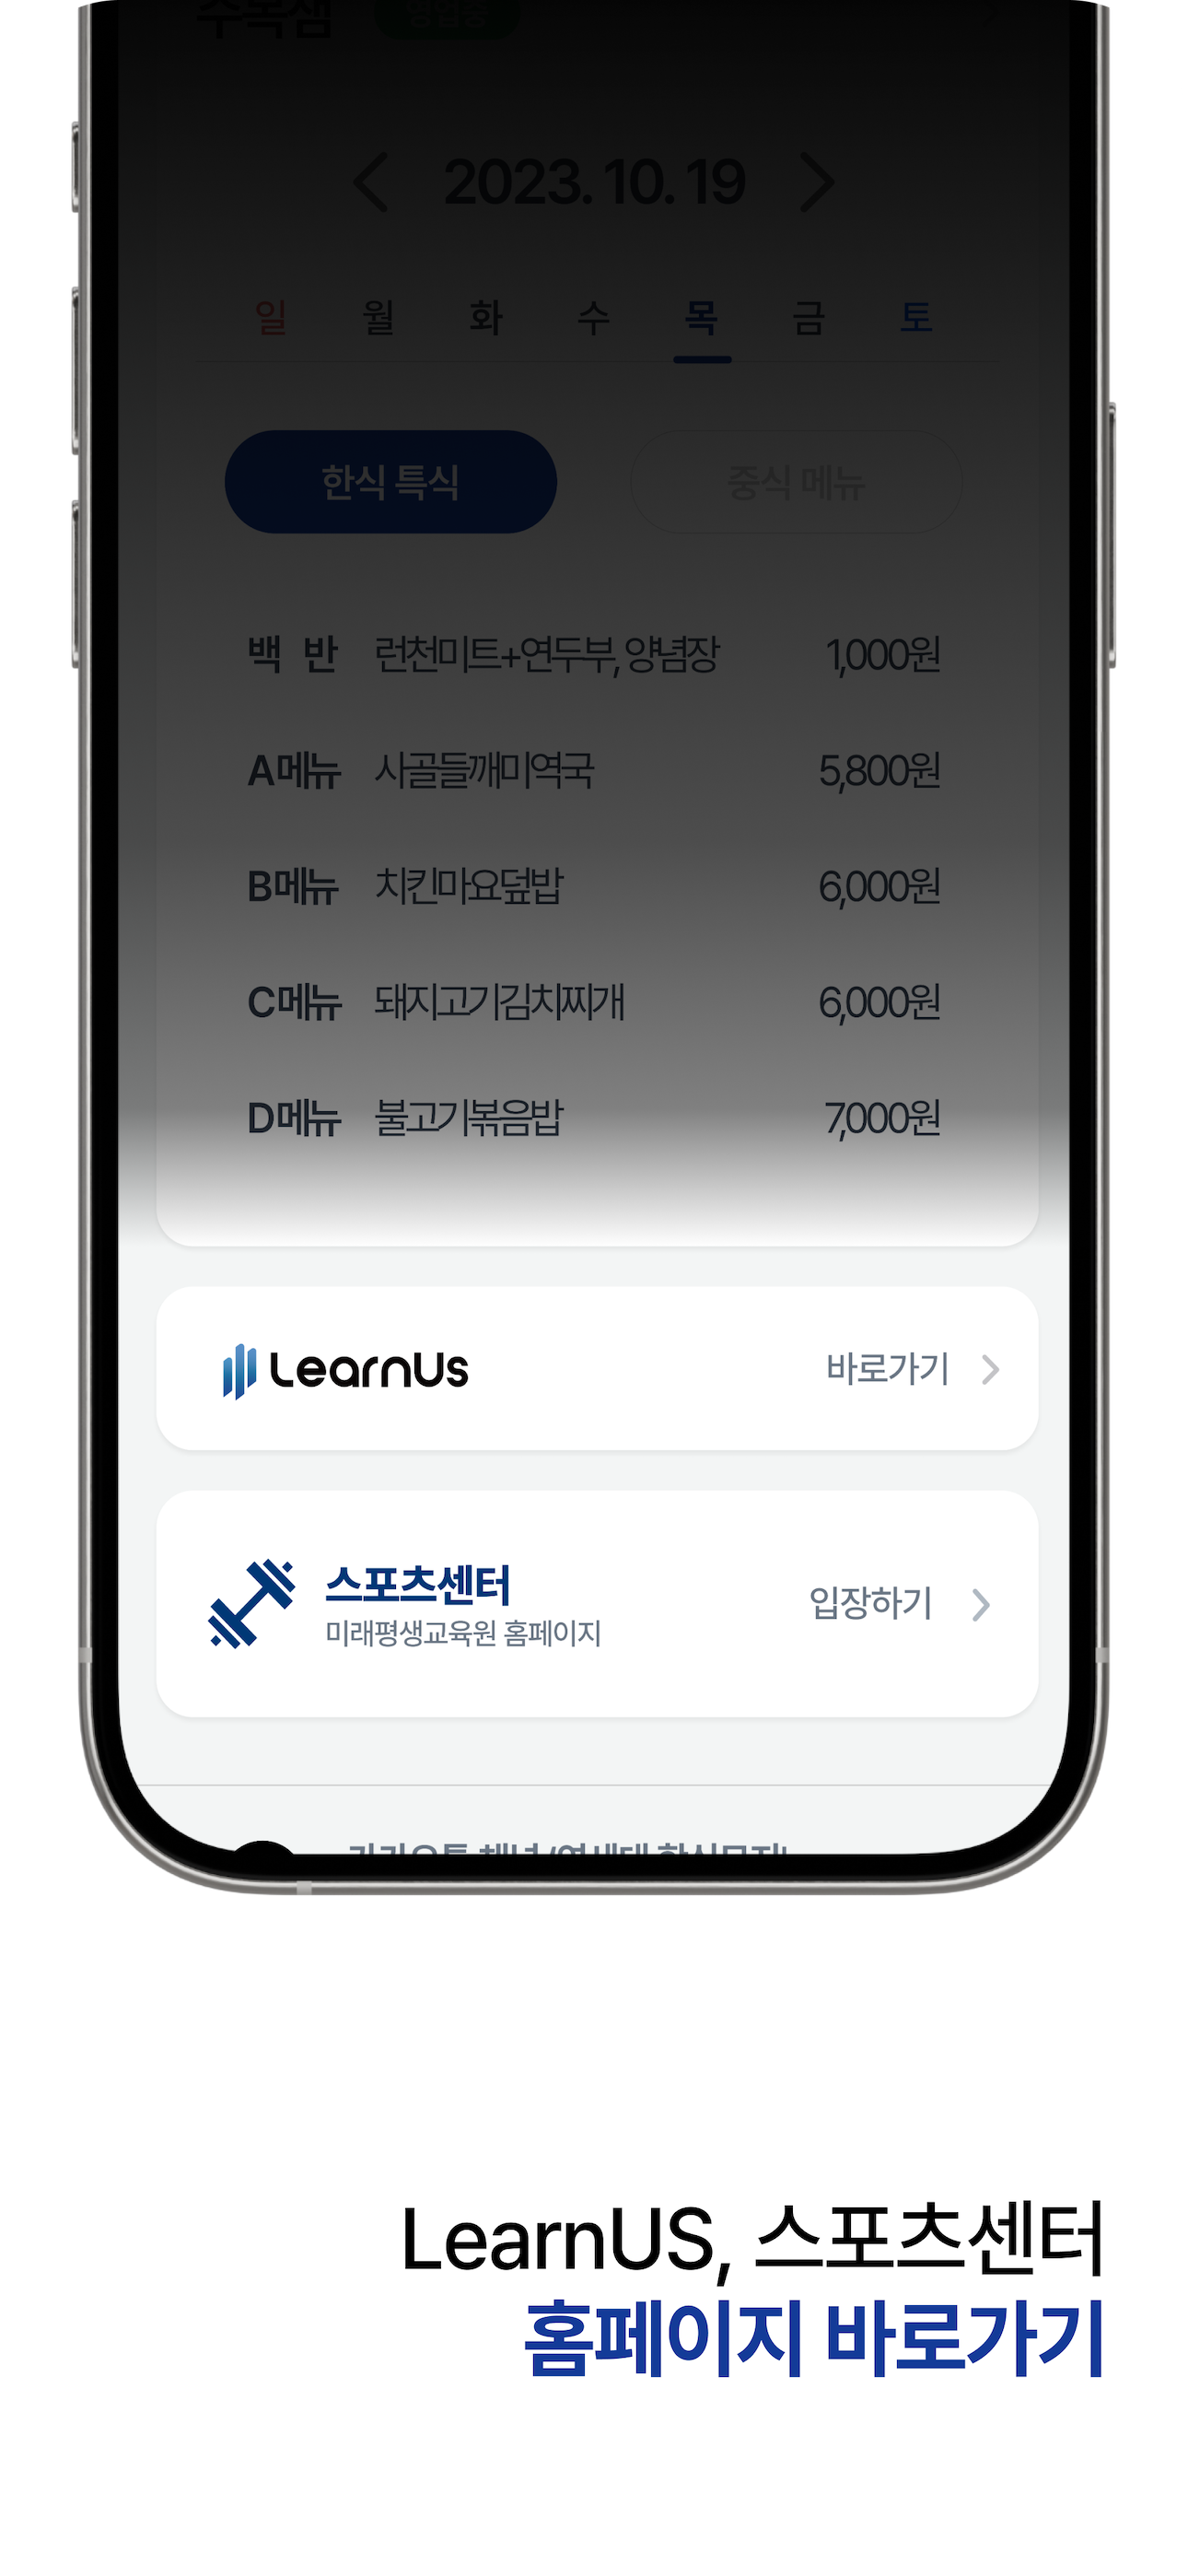 2023. 10. 19
일 월 화 수 목 금 토
한식 특식 중식 메뉴
백 반 런천미트+연두부, 양념장 1,000원
A메뉴 사골들깨미역국 5,800원
B메뉴 치킨마요덮밥 6,000원
C메뉴 돼지고기김치찌개 6,000원
D메뉴 불고기볶음밥 7,000원
LearnUs 바로가기
스포츠센터
미래평생교육원 홈페이지
입장하기
LearnUS, 스포츠센터
홈페이지 바로가기